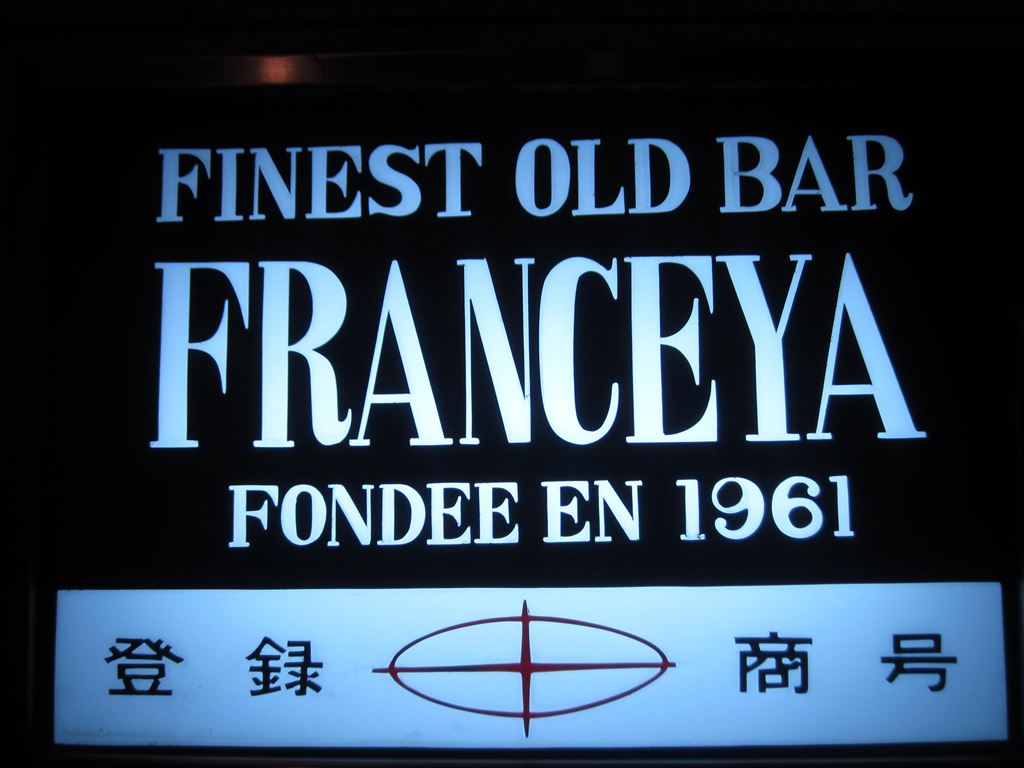 FINEST OLD BAR
FRANCEYA
FONDEE EN 1961
登録 商号